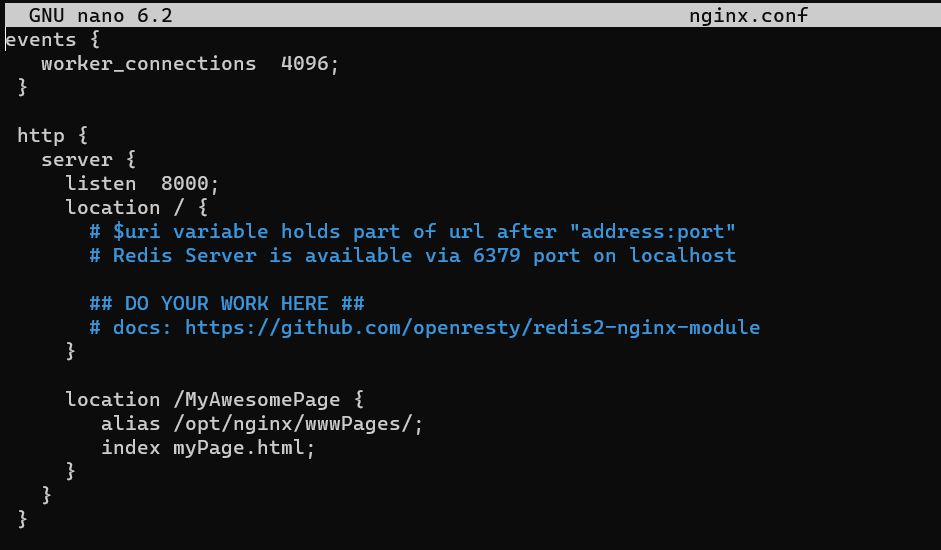 GNU nano 6.2 nginx.conf
events {
   worker_connections  4096;
 }

 http {
   server {
     listen  8000;
     location / {
       # $uri variable holds part of url after "address:port"
       # Redis Server is available via 6379 port on localhost

       ## DO YOUR WORK HERE ##
       # docs: https://github.com/openresty/redis2-nginx-module
     }

     location /MyAwesomePage {
        alias /opt/nginx/wwwPages/;
        index myPage.html;
     }
   }
 }